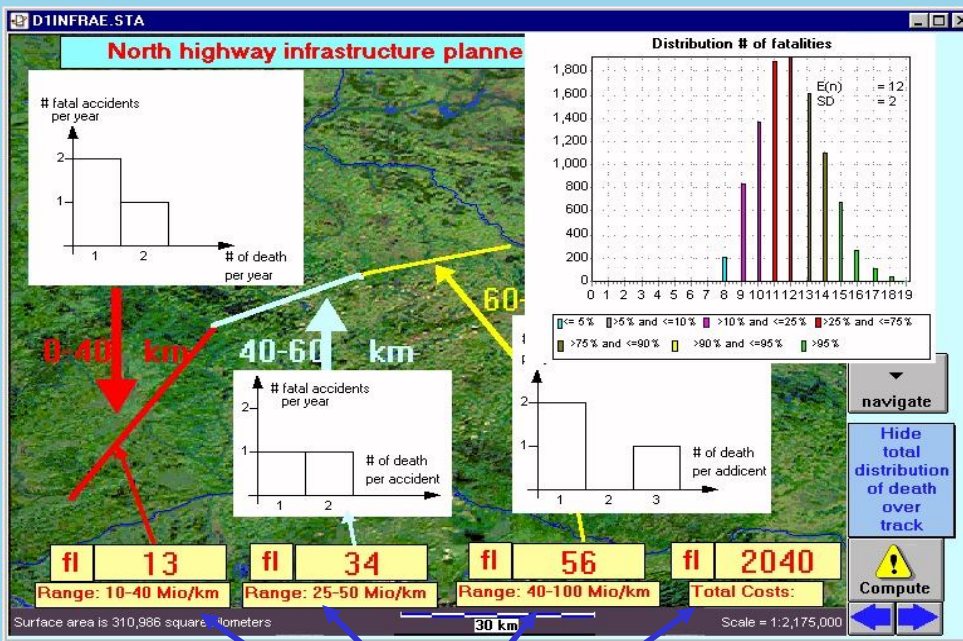 D1INFRAE.STA
North highway infrastructure planne
# fatal accidents
per year
2
1
1 2
# of death
per year
0-40 km
40-60 km
60-
# fatal accidents
per year
2
1
1 2
# of death
per accident
#
2
1
1 2 3
# of death
per addicent
Distribution # of fatalities
1,800
1,600
1,400
1,200
1,000
800
600
400
200
0
E(n) = 12
SD = 2
0 1 2 3 4 5 6 7 8 9 10 11 12 13 14 15 16 17 18 19
<= 5% >5% and <=10% >10% and <=25% >25% and <=75%
>75% and <=90% >90% and <=95% >95%
navigate
Hide
total
distribution
of death
over
track
Compute
fl 13
Range: 10-40 Mio/km
fl 34
Range: 25-50 Mio/km
fl 56
Range: 40-100 Mio/km
fl 2040
Total Costs:
Surface area is 310,986 square kilometers
30 km
Scale = 1:2,175,000